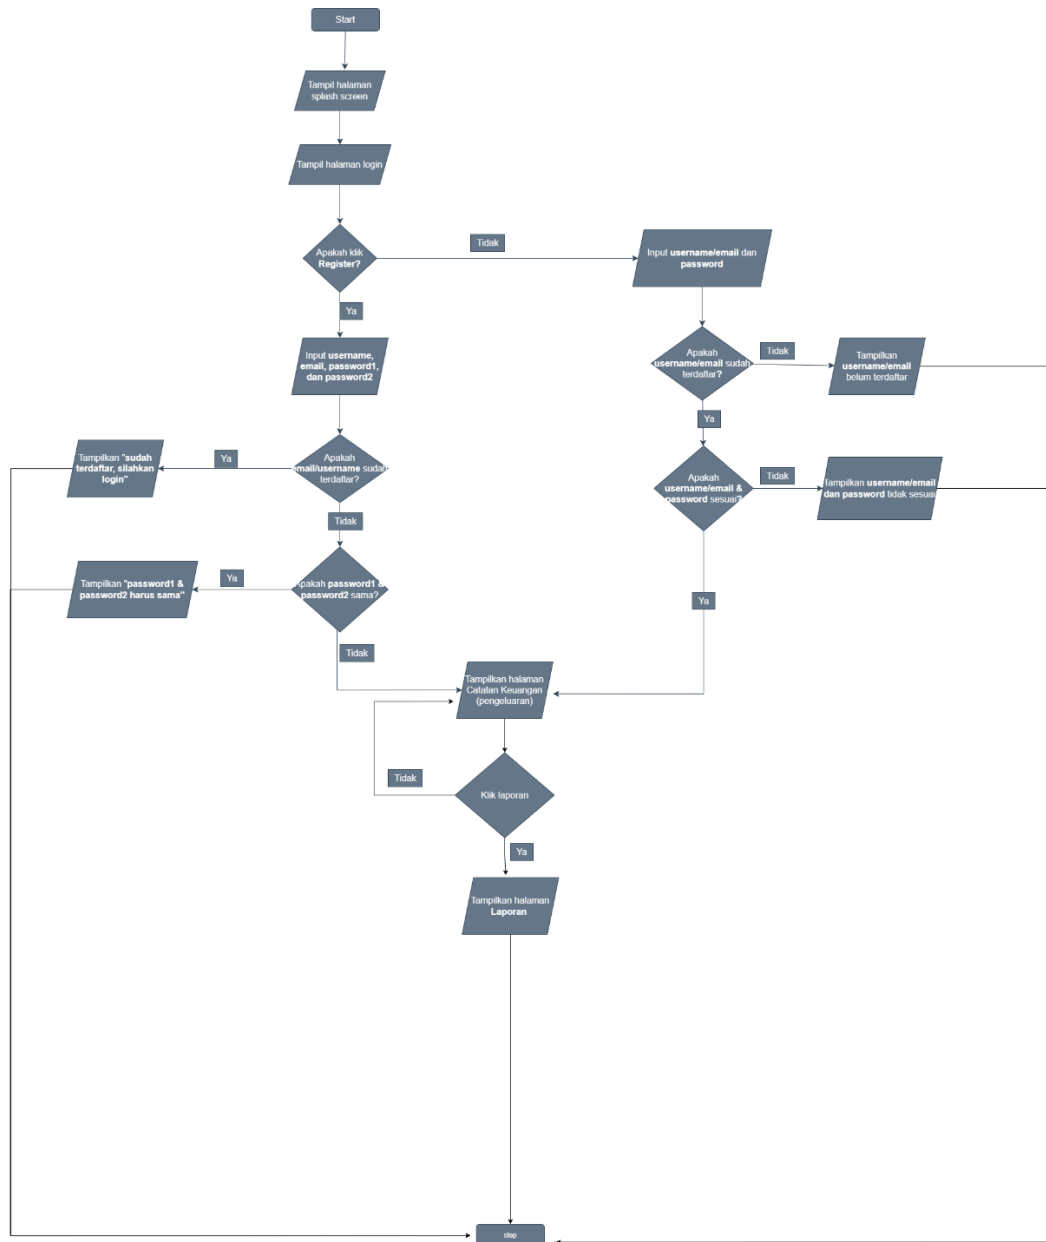 Start
Tampil halaman
splash screen
Tampil halaman login
Apakah klik
Register?
Tidak
Input username/email dan
password
Ya
Input username,
email, password1,
dan password2
Apakah
username/email sudah
terdaftar?
Tidak
Tampilkan
username/email
belum terdaftar
Ya
Apakah
email/username sudah
terdaftar?
Ya
Tampilkan "sudah
terdaftar, silahkan
login"
Apakah
username/email &
password sesuai?
Tidak
Tampilkan username/email
dan password tidak sesuai
Tidak
Apakah password1 &
password2 sama?
Ya
Tampilkan "password1 &
password2 harus sama"
Ya
Tidak
Tampilkan halaman
Catatan Keuangan
(pengeluaran)
Klik laporan
Tidak
Ya
Tampilkan halaman
Laporan
stop